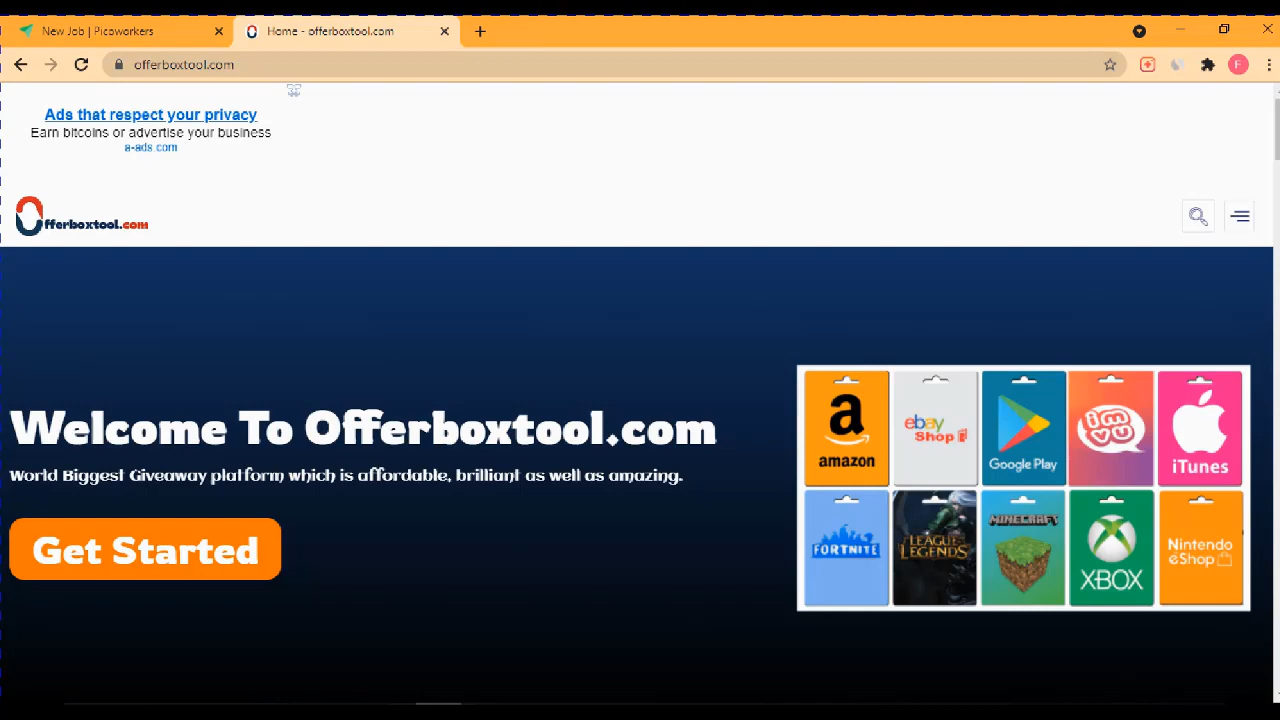 New Job | Picoworkers
Home - offerboxtool.com
offerboxtool.com
F
Ads that respect your privacy
Earn bitcoins or advertise your business
a-ads.com
Offerboxtool.com
Welcome To Offerboxtool.com
World Biggest Giveaway platform which is affordable, brilliant as well as amazing.
Get Started
a
amazon
ebay
Shop
Google Play
imvu
iTunes
FORTNITE
LEAGUE
OF
LEGENDS
MINECRAFT
XBOX
Nintendo
eShop